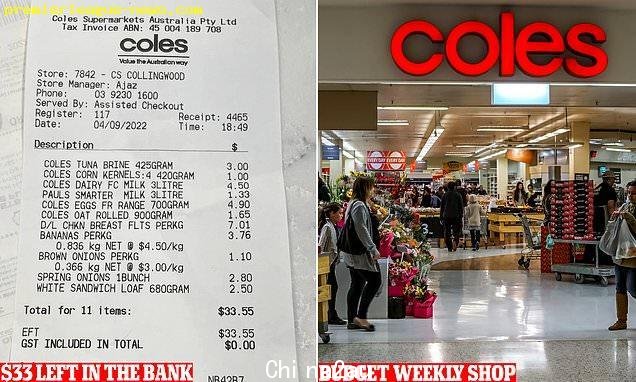 Coles Supermarkets Australia Pty Ltd
Tax Invoice ABN: 45 004 189 708
coles
Value the Australian way
Store: 7842 - CS COLLINGWOOD
Store Manager: Ajaz
Phone: 03 9230 1600
Served By: Assisted Checkout
Register: 117 Receipt: 4465
Date: 04/09/2022 Time: 18:49
Description $
COLES TUNA BRINE 425GRAM 3.00
COLES CORN KERNELS:4 420GRAM 1.00
COLES DAIRY FC MILK 3LITRE 4.50
PAULS SMARTER MILK 3LITRE 1.33
COLES EGGS FR RANGE 700GRAM 4.90
COLES OAT ROLLED 900GRAM 1.65
D/L CHKN BREAST FLTS PERKG 7.01
BANANAS PERKG 3.76
0.836 kg NET @ $4.50/kg
BROWN ONIONS PERKG 1.10
0.366 kg NET @ $3.00/kg
SPRING ONIONS 1BUNCH 2.80
WHITE SANDWICH LOAF 680GRAM 2.50
Total for 11 items: $33.55
EFT $33.55
GST INCLUDED IN TOTAL $0.00
$33 LEFT IN THE BANK
coles
EVERY DAY EVERY DAY
BUDGET WEEKLY SHOP